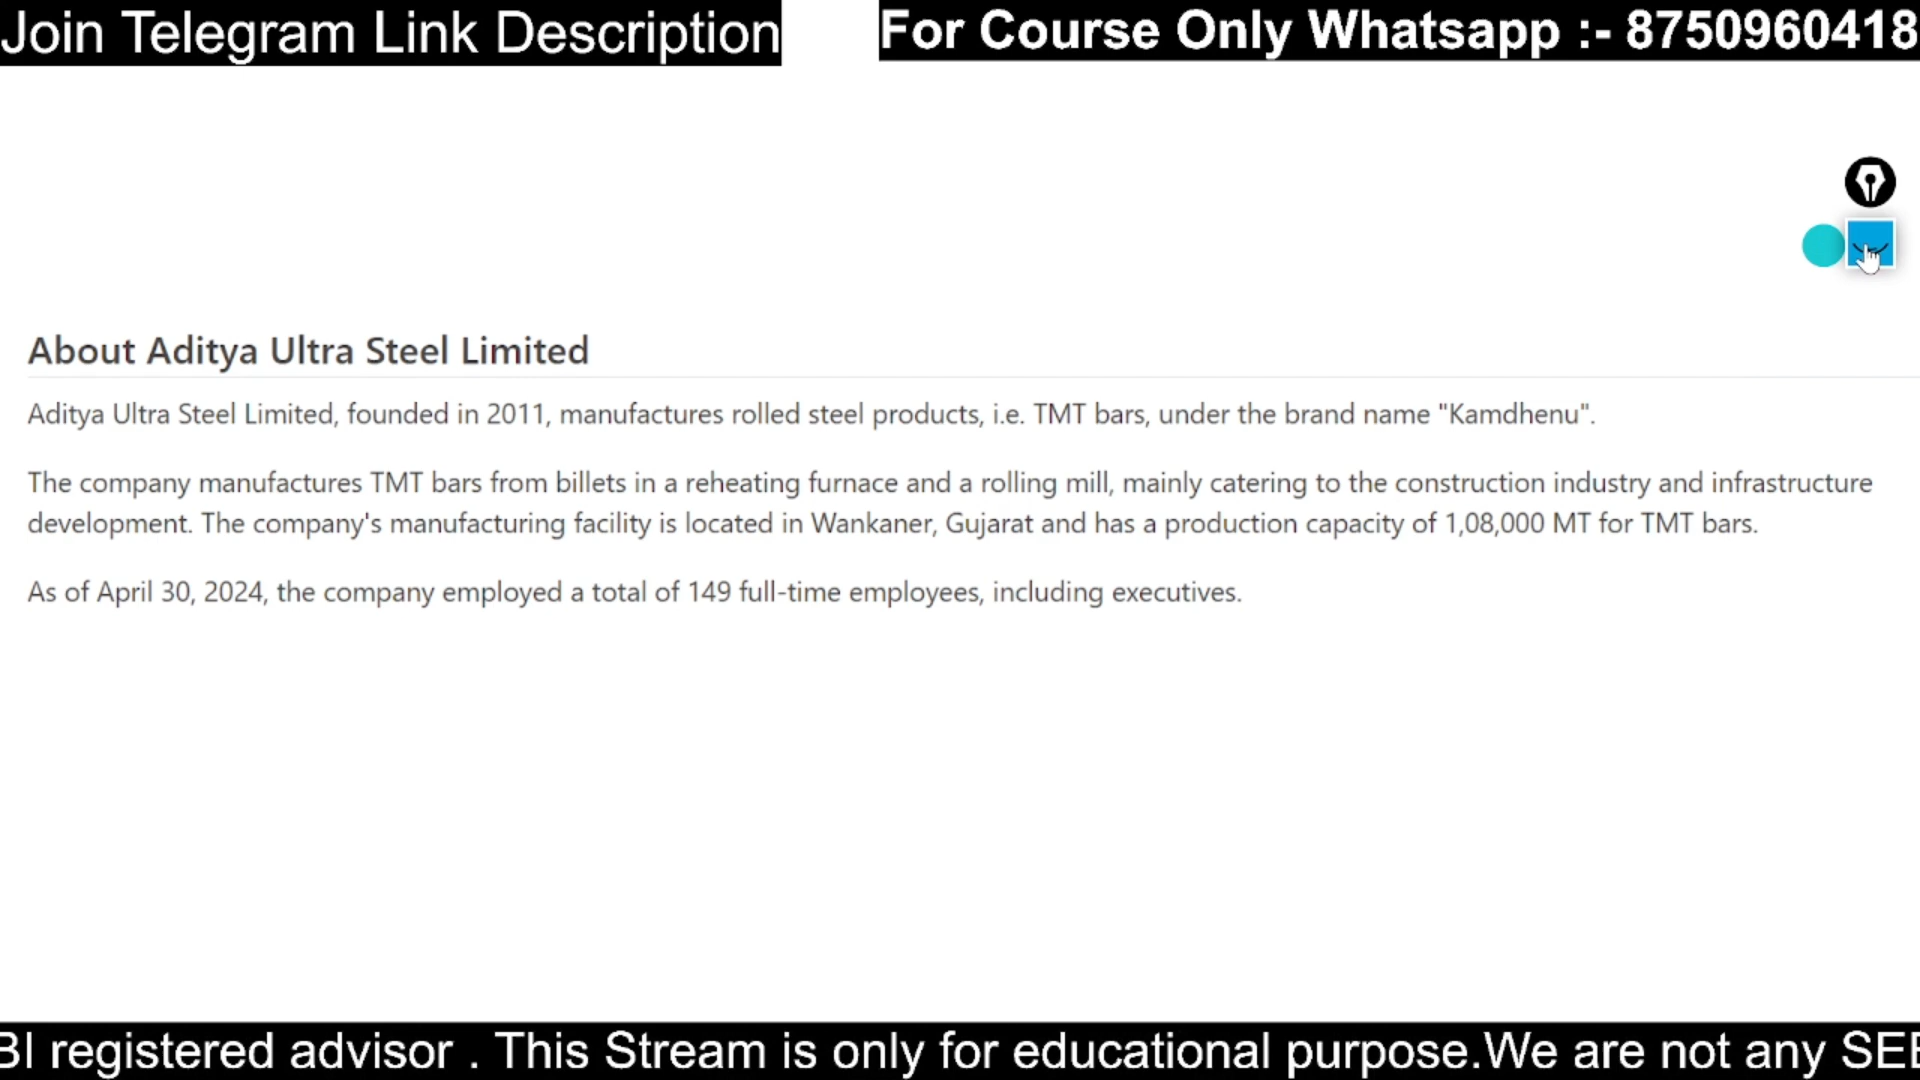 Join Telegram Link Description
For Course Only Whatsapp :- 8750960418
About Aditya Ultra Steel Limited
Aditya Ultra Steel Limited, founded in 2011, manufactures rolled steel products, i.e. TMT bars, under the brand name "Kamdhenu".
The company manufactures TMT bars from billets in a reheating furnace and a rolling mill, mainly catering to the construction industry and infrastructure
development. The company's manufacturing facility is located in Wankaner, Gujarat and has a production capacity of 1,08,000 MT for TMT bars.
As of April 30, 2024, the company employed a total of 149 full-time employees, including executives.
BI registered advisor . This Stream is only for educational purpose.We are not any SEB